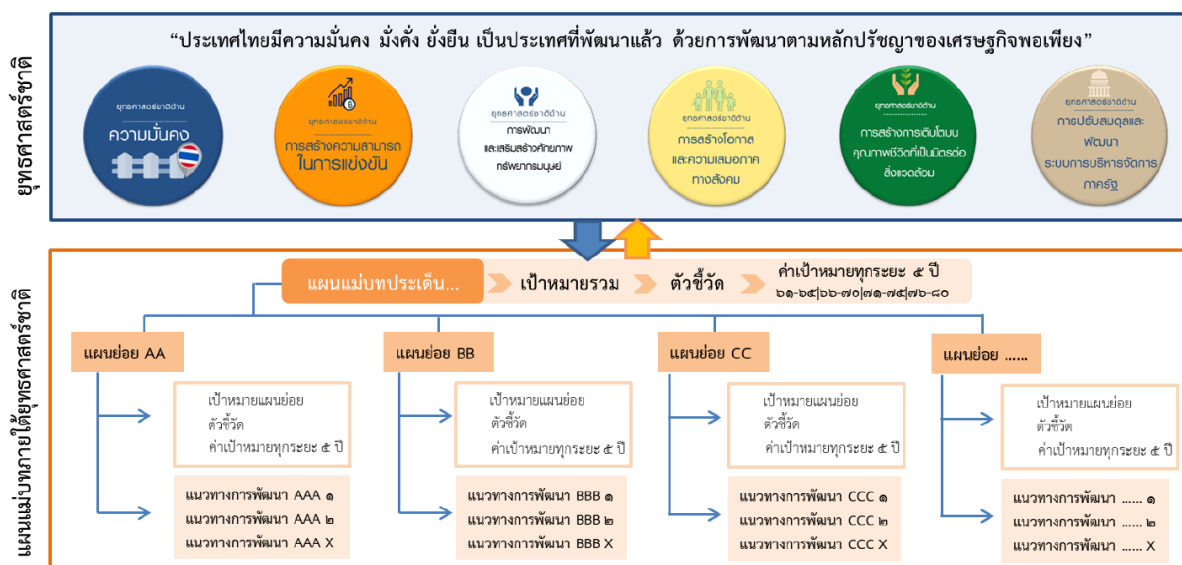 ยุทธศาสตร์ชาติ
“ประเทศไทยมีความมั่นคง มั่งคั่ง ยั่งยืน เป็นประเทศที่พัฒนาแล้ว ด้วยการพัฒนาตามหลักปรัชญาของเศรษฐกิจพอเพียง”
ยุทธศาสตร์ชาติด้าน
ความมั่นคง
ยุทธศาสตร์ชาติด้าน
การสร้างความสามารถ
ในการแข่งขัน
ยุทธศาสตร์ชาติด้าน
การพัฒนา
และเสริมสร้างศักยภาพ
ทรัพยากรมนุษย์
ยุทธศาสตร์ชาติด้าน
การสร้างโอกาส
และความเสมอภาค
ทางสังคม
ยุทธศาสตร์ชาติด้าน
การสร้างการเติบโตบน
คุณภาพชีวิตที่เป็นมิตรต่อ
สิ่งแวดล้อม
ยุทธศาสตร์ชาติด้าน
การปรับสมดุลและ
พัฒนา
ระบบการบริหารจัดการ
ภาครัฐ
แผนแม่บทภายใต้ยุทธศาสตร์ชาติ
แผนแม่บทประเด็น...
เป้าหมายรวม
ตัวชี้วัด
ค่าเป้าหมายทุกระยะ ๕ ปี
๖๑-๖๕|๖๖-๗๐|๗๑-๗๕|๗๖-๘๐
แผนย่อย AA
เป้าหมายแผนย่อย
ตัวชี้วัด
ค่าเป้าหมายทุกระยะ ๕ ปี
แนวทางการพัฒนา AAA ๑
แนวทางการพัฒนา AAA ๒
แนวทางการพัฒนา AAA X
แผนย่อย BB
เป้าหมายแผนย่อย
ตัวชี้วัด
ค่าเป้าหมายทุกระยะ ๕ ปี
แนวทางการพัฒนา BBB ๑
แนวทางการพัฒนา BBB ๒
แนวทางการพัฒนา BBB X
แผนย่อย CC
เป้าหมายแผนย่อย
ตัวชี้วัด
ค่าเป้าหมายทุกระยะ ๕ ปี
แนวทางการพัฒนา CCC ๑
แนวทางการพัฒนา CCC ๒
แนวทางการพัฒนา CCC X
แผนย่อย ......
เป้าหมายแผนย่อย
ตัวชี้วัด
ค่าเป้าหมายทุกระยะ ๕ ปี
แนวทางการพัฒนา ...... ๑
แนวทางการพัฒนา ...... ๒
แนวทางการพัฒนา ...... X